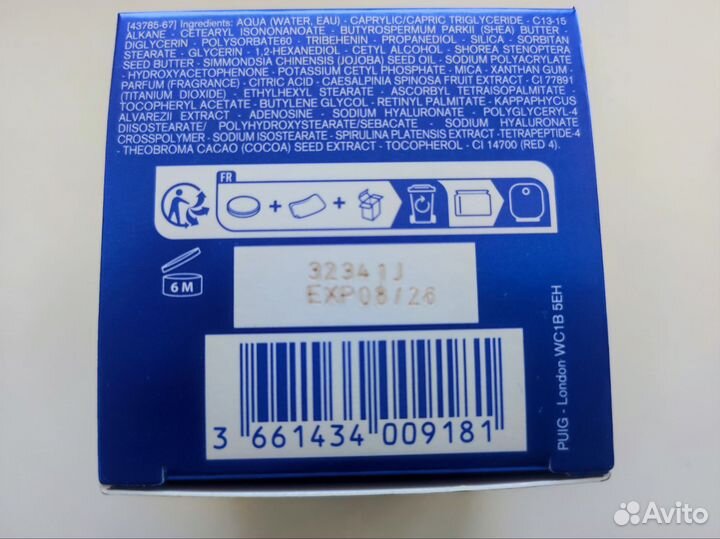 [43785-67] Ingredients: AQUA (WATER, EAU) - CAPRYLIC/CAPRIC TRIGLYCERIDE - C13-15
ALKANE - CETEARYL ISONONANOATE - BUTYROSPERMUM PARKII (SHEA) BUTTER -
DIGLYCERIN - POLYSORBATE60 - TRIBEHENIN - PROPANEDIOL - SILICA - SORBITAN
STEARATE - GLYCERIN - 1,2-HEXANEDIOL - CETYL ALCOHOL - SHOREA STENOPTERA
SEED BUTTER - SIMMONDSIA CHINENSIS (JOJOBA) SEED OIL - SODIUM POLYACRYLATE
- HYDROXYACETOPHENONE - POTASSIUM CETYL PHOSPHATE - MICA - XANTHAN GUM -
PARFUM (FRAGRANCE) - CITRIC ACID - CAESALPINIA SPINOSA FRUIT EXTRACT - CI 77891
(TITANIUM DIOXIDE) - ETHYLHEXYL STEARATE - ASCORBYL TETRAISOPALMITATE -
TOCOPHERYL ACETATE - BUTYLENE GLYCOL - RETINYL PALMITATE - KAPPAPHYCUS
ALVAREZII EXTRACT - ADENOSINE - SODIUM HYALURONATE - POLYGLYCERYL-4
DIISOSTEARATE/ POLYHYDROXYSTEARATE/SEBACATE - SODIUM HYALURONATE
CROSSPOLYMER - SODIUM ISOSTEARATE - SPIRULINA PLATENSIS EXTRACT -TETRAPEPTIDE-4
- THEOBROMA CACAO (COCOA) SEED EXTRACT - TOCOPHEROL - CI 14700 (RED 4).
FR
6 M
32341J
EXP08/26
3 661434 009181
PUIG - London WC1B 5EH
Avito